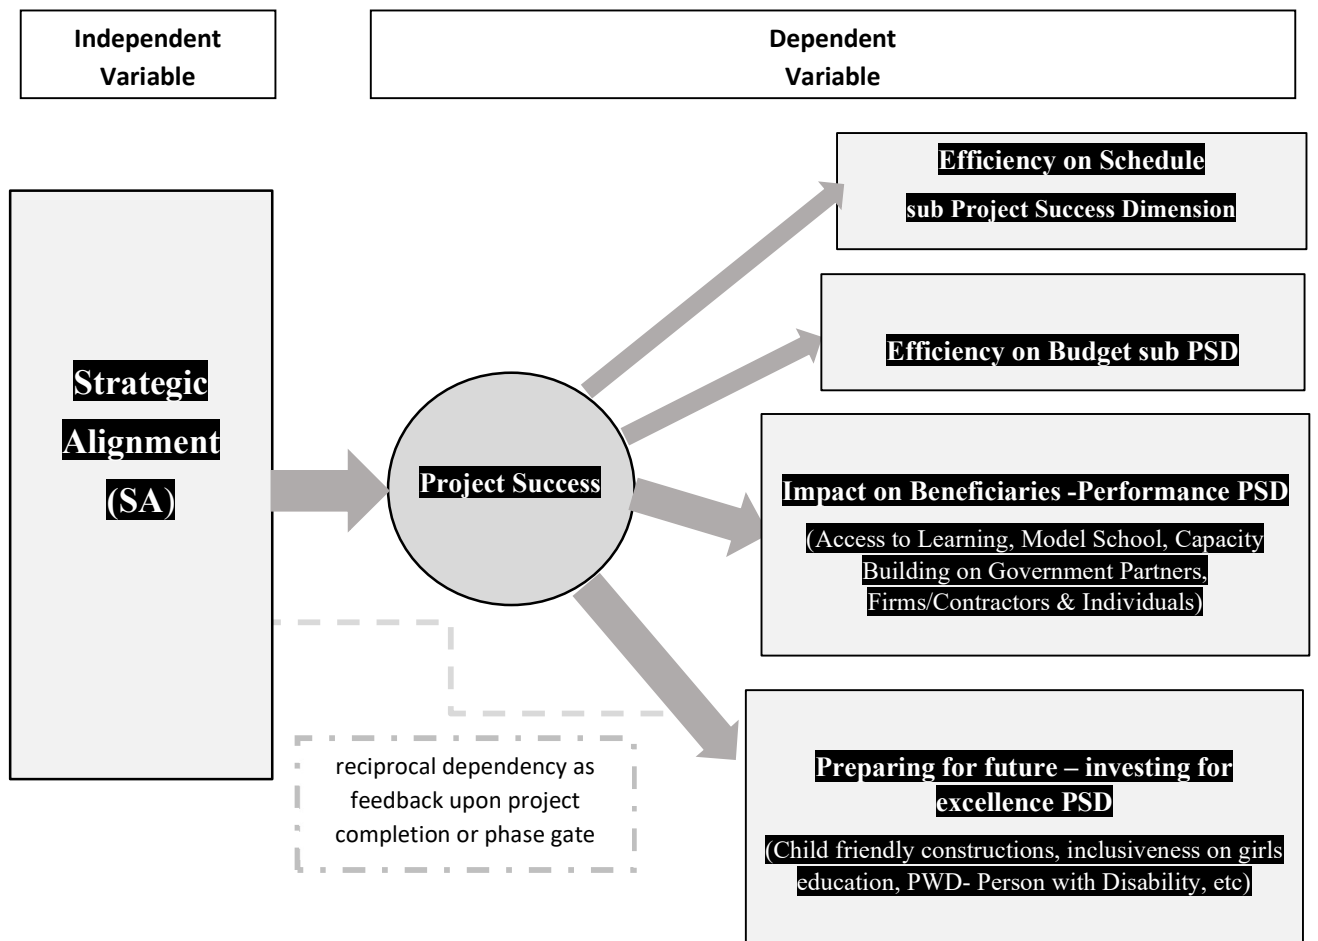 Independent
Variable
Dependent
Variable
Strategic
Alignment
(SA)
Project Success
Efficiency on Schedule
sub Project Success Dimension
Efficiency on Budget sub PSD
Impact on Beneficiaries -Performance PSD
(Access to Learning, Model School, Capacity
Building on Government Partners,
Firms/Contractors & Individuals)
Preparing for future – investing for
excellence PSD
(Child friendly constructions, inclusiveness on girls
education, PWD- Person with Disability, etc)
reciprocal dependency as
feedback upon project
completion or phase gate